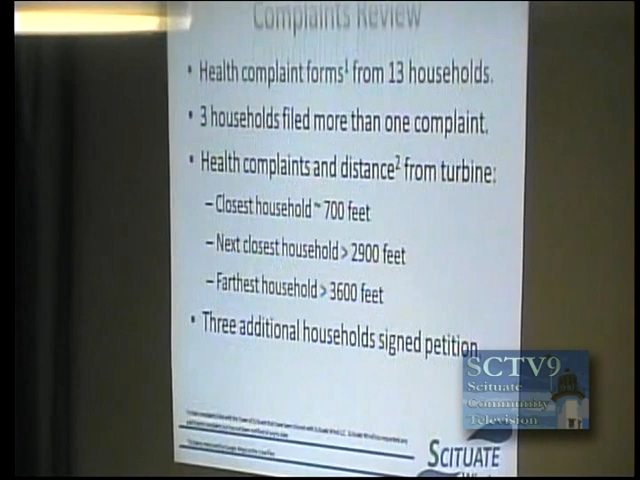 Complaints Review
• Health complaint forms¹ from 13 households.
• 3 households filed more than one complaint.
• Health complaints and distance² from turbine:
– Closest household ~ 700 feet
– Next closest household > 2900 feet
– Farthest household > 3600 feet
• Three additional households signed petition
SCTV9
Scituate
Community
Television
SCITUATE